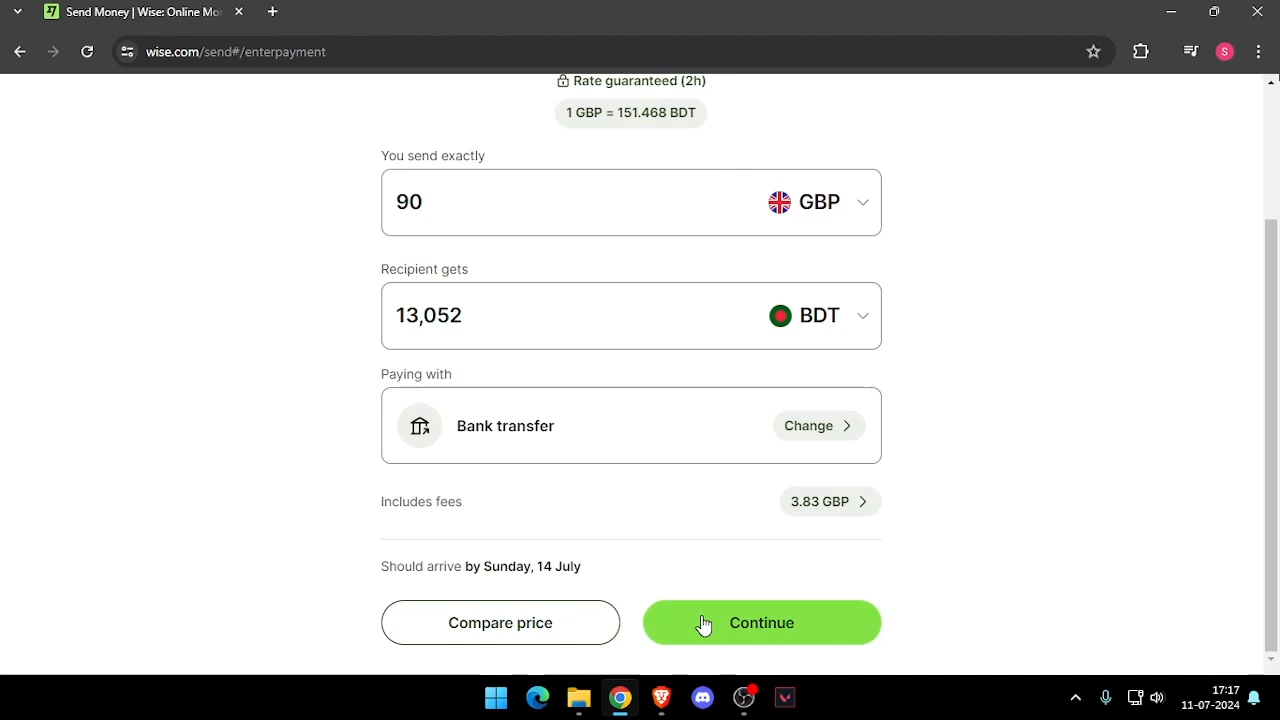 Send Money | Wise: Online Mon
wise.com/send#/enterpayment
S
Rate guaranteed (2h)
1 GBP = 151.468 BDT
You send exactly
90
GBP
Recipient gets
13,052
BDT
Paying with
Bank transfer
Change
Includes fees
3.83 GBP
Should arrive by Sunday, 14 July
Compare price
Continue
17:17
11-07-2024